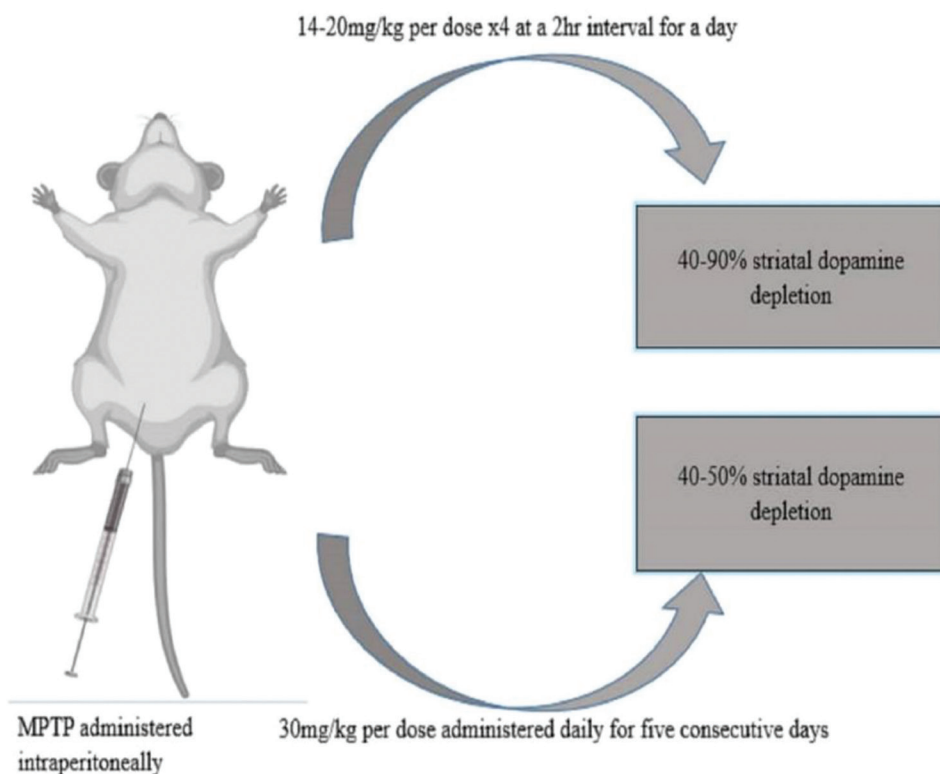 14-20mg/kg per dose x4 at a 2hr interval for a day
40-90% striatal dopamine
depletion
40-50% striatal dopamine
depletion
MPTP administered
intraperitoneally
30mg/kg per dose administered daily for five consecutive days